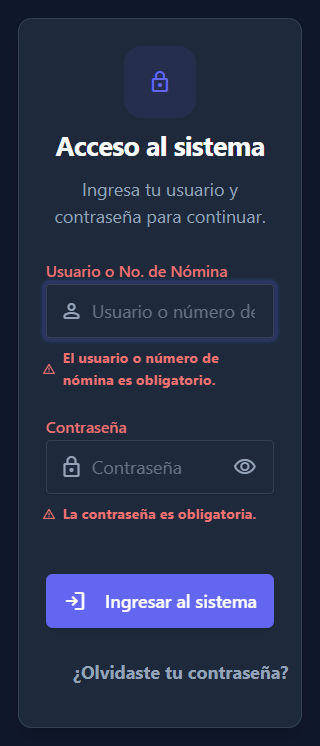 Acceso al sistema
Ingresa tu usuario y
contraseña para continuar.
Usuario o No. de Nómina
Usuario o número de
El usuario o número de
nómina es obligatorio.
Contraseña
Contraseña
La contraseña es obligatoria.
Ingresar al sistema
¿Olvidaste tu contraseña?